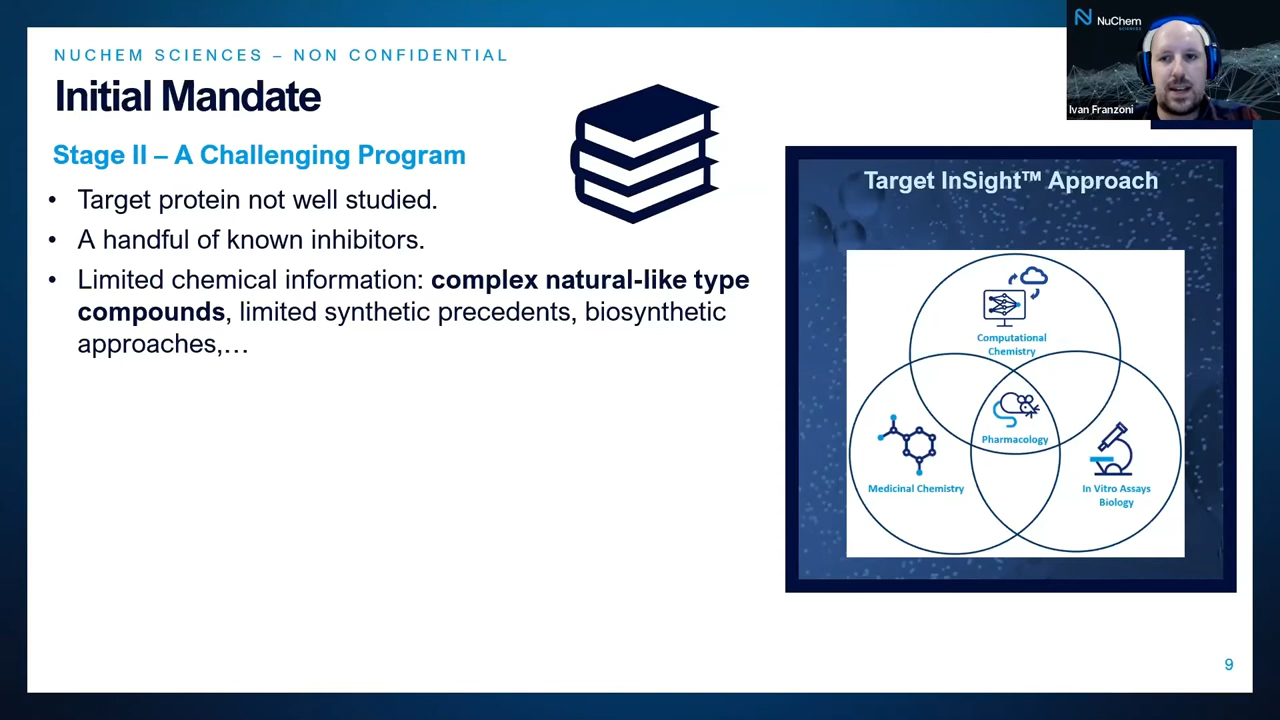 NUCHEM SCIENCES – NON CONFIDENTIAL
Initial Mandate
Stage II – A Challenging Program
• Target protein not well studied.
• A handful of known inhibitors.
• Limited chemical information: complex natural-like type
compounds, limited synthetic precedents, biosynthetic
approaches,…
NuChem
SCIENCES
Ivan Franzoni
Target InSight™ Approach
Computational
Chemistry
Pharmacology
Medicinal Chemistry
In Vitro Assays
Biology
9